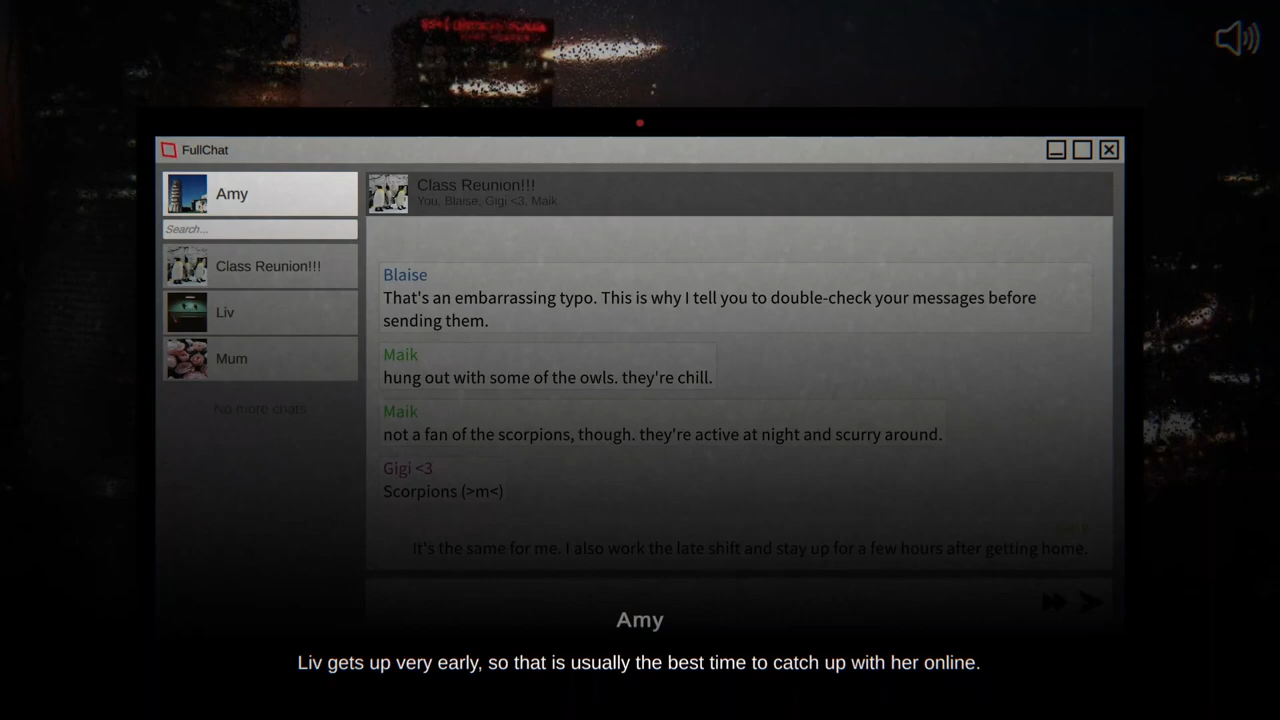 FullChat
Amy
Search...
Class Reunion!!!
Liv
Mum
No more chats
Class Reunion!!!
You, Blaise, Gigi <3, Maik
Blaise
That's an embarrassing typo. This is why I tell you to double-check your messages before
sending them.
Maik
hung out with some of the owls. they're chill.
Maik
not a fan of the scorpions, though. they're active at night and scurry around.
Gigi <3
Scorpions (>m<)
It's the same for me. I also work the late shift and stay up for a few hours after getting home.
Amy
Liv gets up very early, so that is usually the best time to catch up with her online.